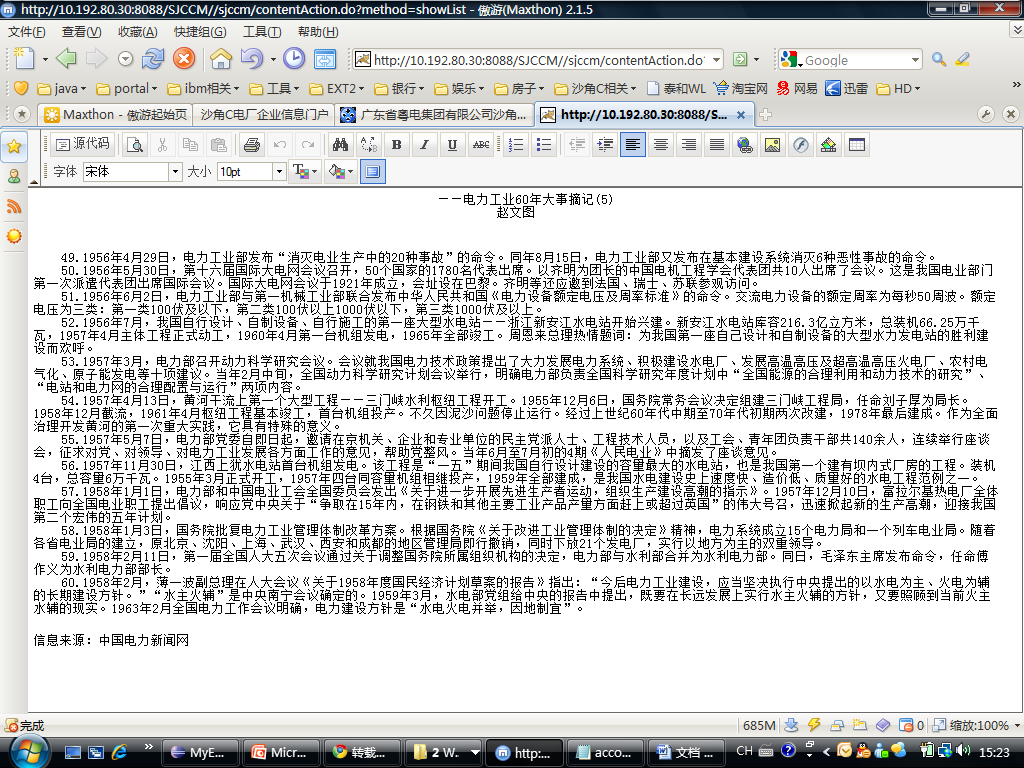 http://10.192.80.30:8088/SJCCM//sjccm/contentAction.do?method=showList - 傲游(Maxthon) 2.1.5
文件(F) 查看(V) 收藏(A) 快捷组(G) 工具(T) 帮助(H)
http://10.192.80.30:8088/SJCCM//sjccm/contentAction.do Google
java portal ibm相关 工具 EXT2 银行 娱乐 房子 沙角C相关 泰和WL 淘宝网 网易 迅雷 HD
Maxthon - 傲游起始页 沙角C电厂企业信息门户 广东省粤电集团有限公司沙角... http://10.192.80.30:8088/S...
源代码 B I U ABC
字体 宋体 大小 10pt
——电力工业60年大事摘记(5)
赵文图
49.1956年4月29日，电力工业部发布“消灭电业生产中的20种事故”的命令。同年8月15日，电力工业部又发布在基本建设系统消灭6种恶性事故的命令。
50.1956年5月30日，第十六届国际大电网会议召开，50个国家的1780名代表出席。以齐明为团长的中国电机工程学会代表团共10人出席了会议。这是我国电业部门
第一次派遣代表团出席国际会议。国际大电网会议于1921年成立，会址设在巴黎。齐明等还应邀到法国、瑞士、苏联参观访问。
51.1956年6月2日，电力工业部与第一机械工业部联合发布中华人民共和国《电力设备额定电压及周率标准》的命令。交流电力设备的额定周率为每秒50周波。额定
电压为三类：第一类100伏及以下，第二类100伏以上1000伏以下，第三类1000伏及以上。
52.1956年7月，我国自行设计、自制设备、自行施工的第一座大型水电站——浙江新安江水电站开始兴建。新安江水电站库容216.3亿立方米，总装机66.25万千
瓦，1957年4月主体工程正式动工，1960年4月第一台机组发电，1965年全部竣工。周恩来总理热情题词：为我国第一座自己设计和自制设备的大型水力发电站的胜利建
设而欢呼。
53.1957年3月，电力部召开动力科学研究会议。会议就我国电力技术政策提出了大力发展电力系统、积极建设水电厂、发展高温高压及超高温高压火电厂、农村电
气化、原子能发电等十项建议。当年2月中旬，全国动力科学研究计划会议举行，明确电力部负责全国科学研究年度计划中“全国能源的合理利用和动力技术的研究”、
“电站和电力网的合理配置与运行”两项内容。
54.1957年4月13日，黄河干流上第一个大型工程——三门峡水利枢纽工程开工。1955年12月6日，国务院常务会议决定组建三门峡工程局，任命刘子厚为局长。
1958年12月截流，1961年4月枢纽工程基本竣工，首台机组投产。不久因泥沙问题停止运行。经过上世纪60年代中期至70年代初期两次改建，1978年最后建成。作为全面
治理开发黄河的第一次重大实践，它具有特殊的意义。
55.1957年5月7日，电力部党委自即日起，邀请在京机关、企业和专业单位的民主党派人士、工程技术人员，以及工会、青年团负责干部共140余人，连续举行座谈
会，征求对党、对领导、对电力工业发展各方面工作的意见，帮助党整风。当年6月至7月初的4期《人民电业》中摘发了座谈意见。
56.1957年11月30日，江西上犹水电站首台机组发电。该工程是“一五”期间我国自行设计建设的容量最大的水电站，也是我国第一个建有坝内式厂房的工程。装机
4台，总容量6万千瓦。1955年3月正式开工，1957年四台同容量机组相继投产，1959年全部建成，是我国水电建设史上速度快、造价低、质量好的水电工程范例之一。
57.1958年1月1日，电力部和中国电业工会全国委员会发出《关于进一步开展先进生产者运动，组织生产建设高潮的指示》。1957年12月10日，富拉尔基热电厂全体
职工向全国电业职工提出倡议，响应党中央关于“争取在15年内，在钢铁和其他主要工业产品产量方面赶上或超过英国”的伟大号召，迅速掀起新的生产高潮，迎接我国
第二个宏伟的五年计划。
58.1958年1月3日，国务院批复电力工业管理体制改革方案。根据国务院《关于改进工业管理体制的决定》精神，电力系统成立15个电力局和一个列车电业局。随着
各省电业局的建立，原北京、沈阳、上海、武汉、西安和成都的地区管理局即行撤销，同时下放21个发电厂，实行以地方为主的双重领导。
59.1958年2月11日，第一届全国人大五次会议通过关于调整国务院所属组织机构的决定，电力部与水利部合并为水利电力部。同日，毛泽东主席发布命令，任命傅
作义为水利电力部部长。
60.1958年2月，薄一波副总理在人大会议《关于1958年度国民经济计划草案的报告》指出：“今后电力工业建设，应当坚决执行中央提出的以水电为主、火电为辅
的长期建设方针。”“水主火辅”是中央南宁会议确定的。1959年3月，水电部党组给中央的报告中提出，既要在长远发展上实行水主火辅的方针，又要照顾到当前火主
水辅的现实。1963年2月全国电力工作会议明确，电力建设方针是“水电火电并举，因地制宜”。
信息来源：中国电力新闻网
完成 685M 0 缩放:100%
MyE... Micr... 转载... 2 W... http:... acco... 文档 ... CH 15:23